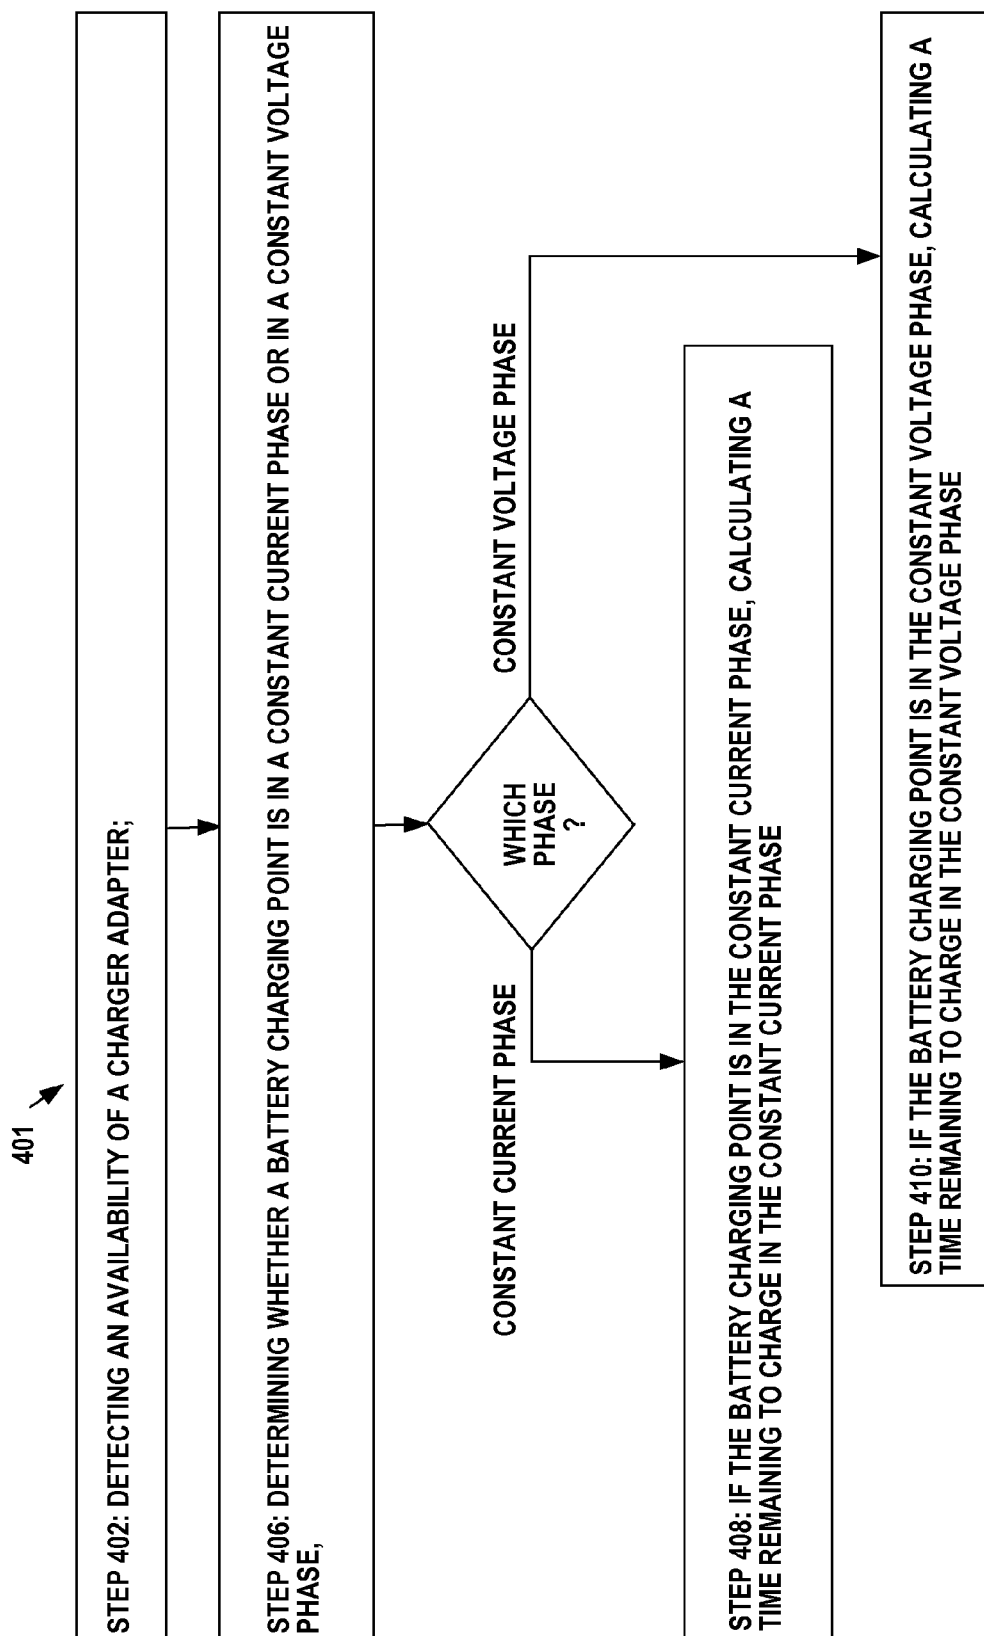 401
STEP 402: DETECTING AN AVAILABILITY OF A CHARGER ADAPTER;
STEP 406: DETERMINING WHETHER A BATTERY CHARGING POINT IS IN A CONSTANT CURRENT PHASE OR IN A CONSTANT VOLTAGE
PHASE,
WHICH
PHASE
?
CONSTANT CURRENT PHASE
CONSTANT VOLTAGE PHASE
STEP 408: IF THE BATTERY CHARGING POINT IS IN THE CONSTANT CURRENT PHASE, CALCULATING A
TIME REMAINING TO CHARGE IN THE CONSTANT CURRENT PHASE
STEP 410: IF THE BATTERY CHARGING POINT IS IN THE CONSTANT VOLTAGE PHASE, CALCULATING A
TIME REMAINING TO CHARGE IN THE CONSTANT VOLTAGE PHASE